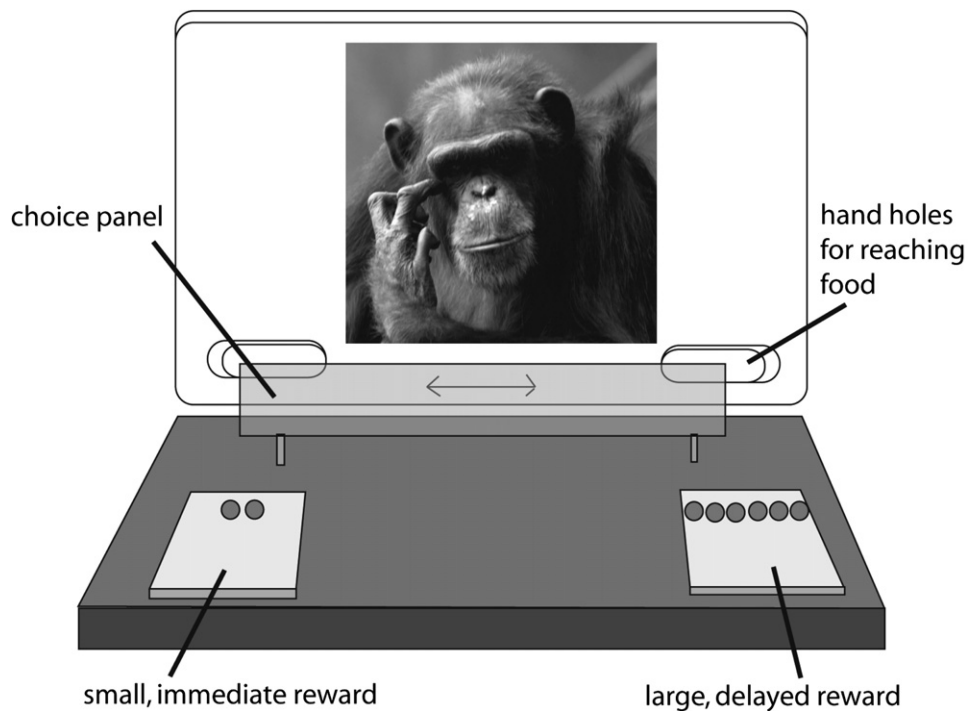 choice panel
hand holes
for reaching
food
small, immediate reward
large, delayed reward